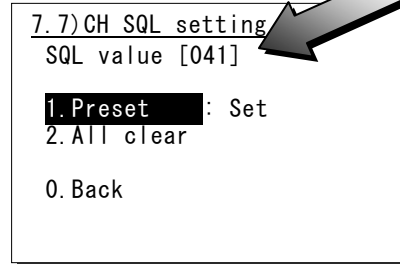 7.7)CH SQL setting
SQL value [041]
1.Preset : Set
2.All clear
0.Back